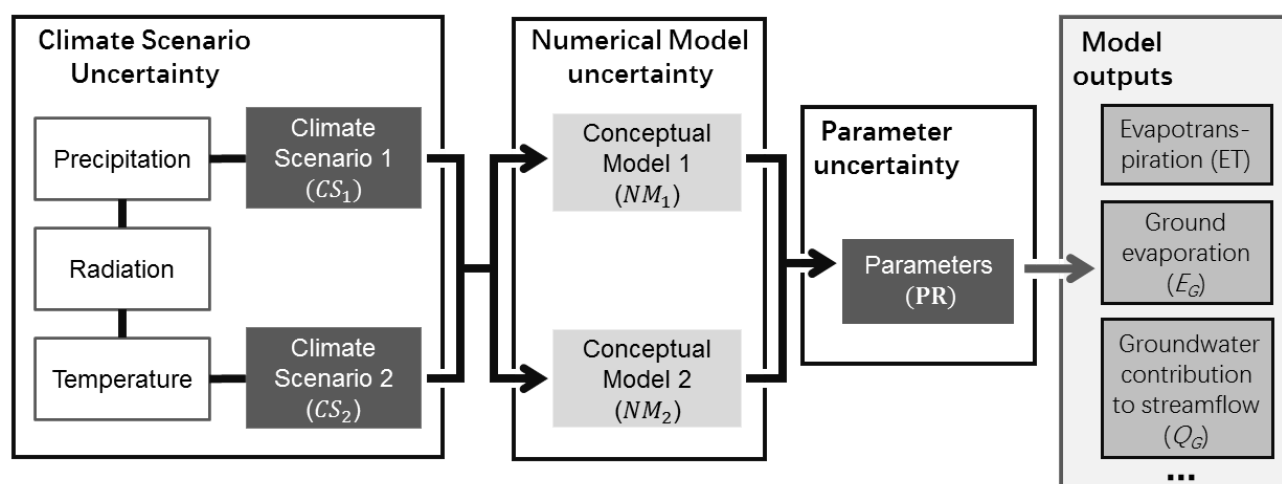 Climate Scenario
Uncertainty
Precipitation
Radiation
Temperature
Climate
Scenario 1
(CS₁)
Climate
Scenario 2
(CS₂)
Numerical Model
uncertainty
Conceptual
Model 1
(NM₁)
Conceptual
Model 2
(NM₂)
Parameter
uncertainty
Parameters
(PR)
Model
outputs
Evapotrans-
piration (ET)
Ground
evaporation
(E_G)
Groundwater
contribution
to streamflow
(Q_G)
...